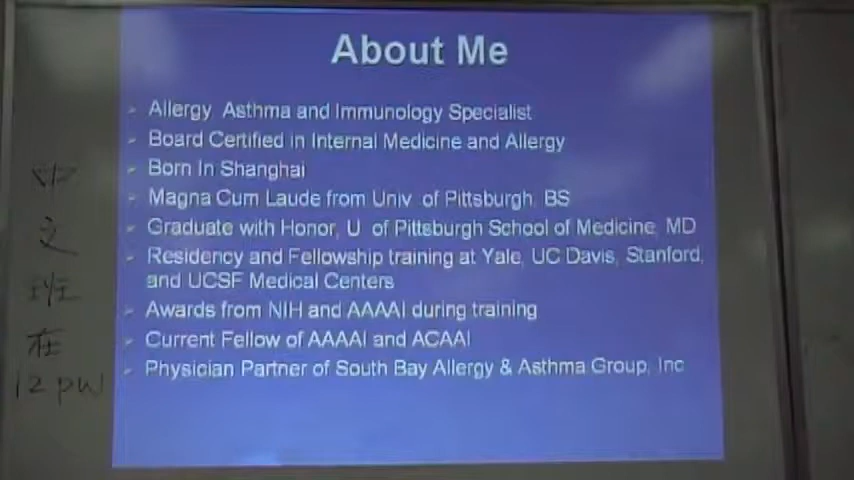 About Me
Allergy Asthma and Immunology Specialist
Board Certified in Internal Medicine and Allergy
Born In Shanghai
Magna Cum Laude from Univ of Pittsburgh, BS
Graduate with Honor, U of Pittsburgh School of Medicine, MD
Residency and Fellowship training at Yale, UC Davis, Stanford,
and UCSF Medical Centers
Awards from NIH and AAAAI during training
Current Fellow of AAAAI and ACAAI
Physician Partner of South Bay Allergy & Asthma Group, Inc
中
文
班
在